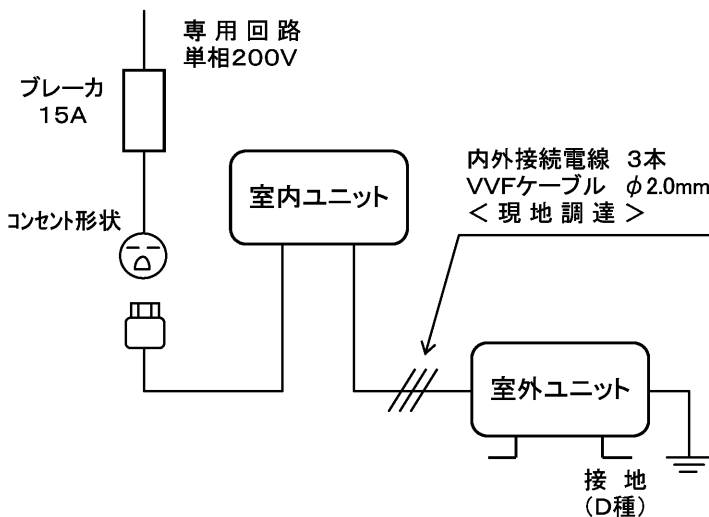 専用回路
単相200V
ブレーカ
15A
コンセント形状
室内ユニット
内外接続電線 3本
VVFケーブル φ2.0mm
<現地調達>
室外ユニット
接地
(D種)